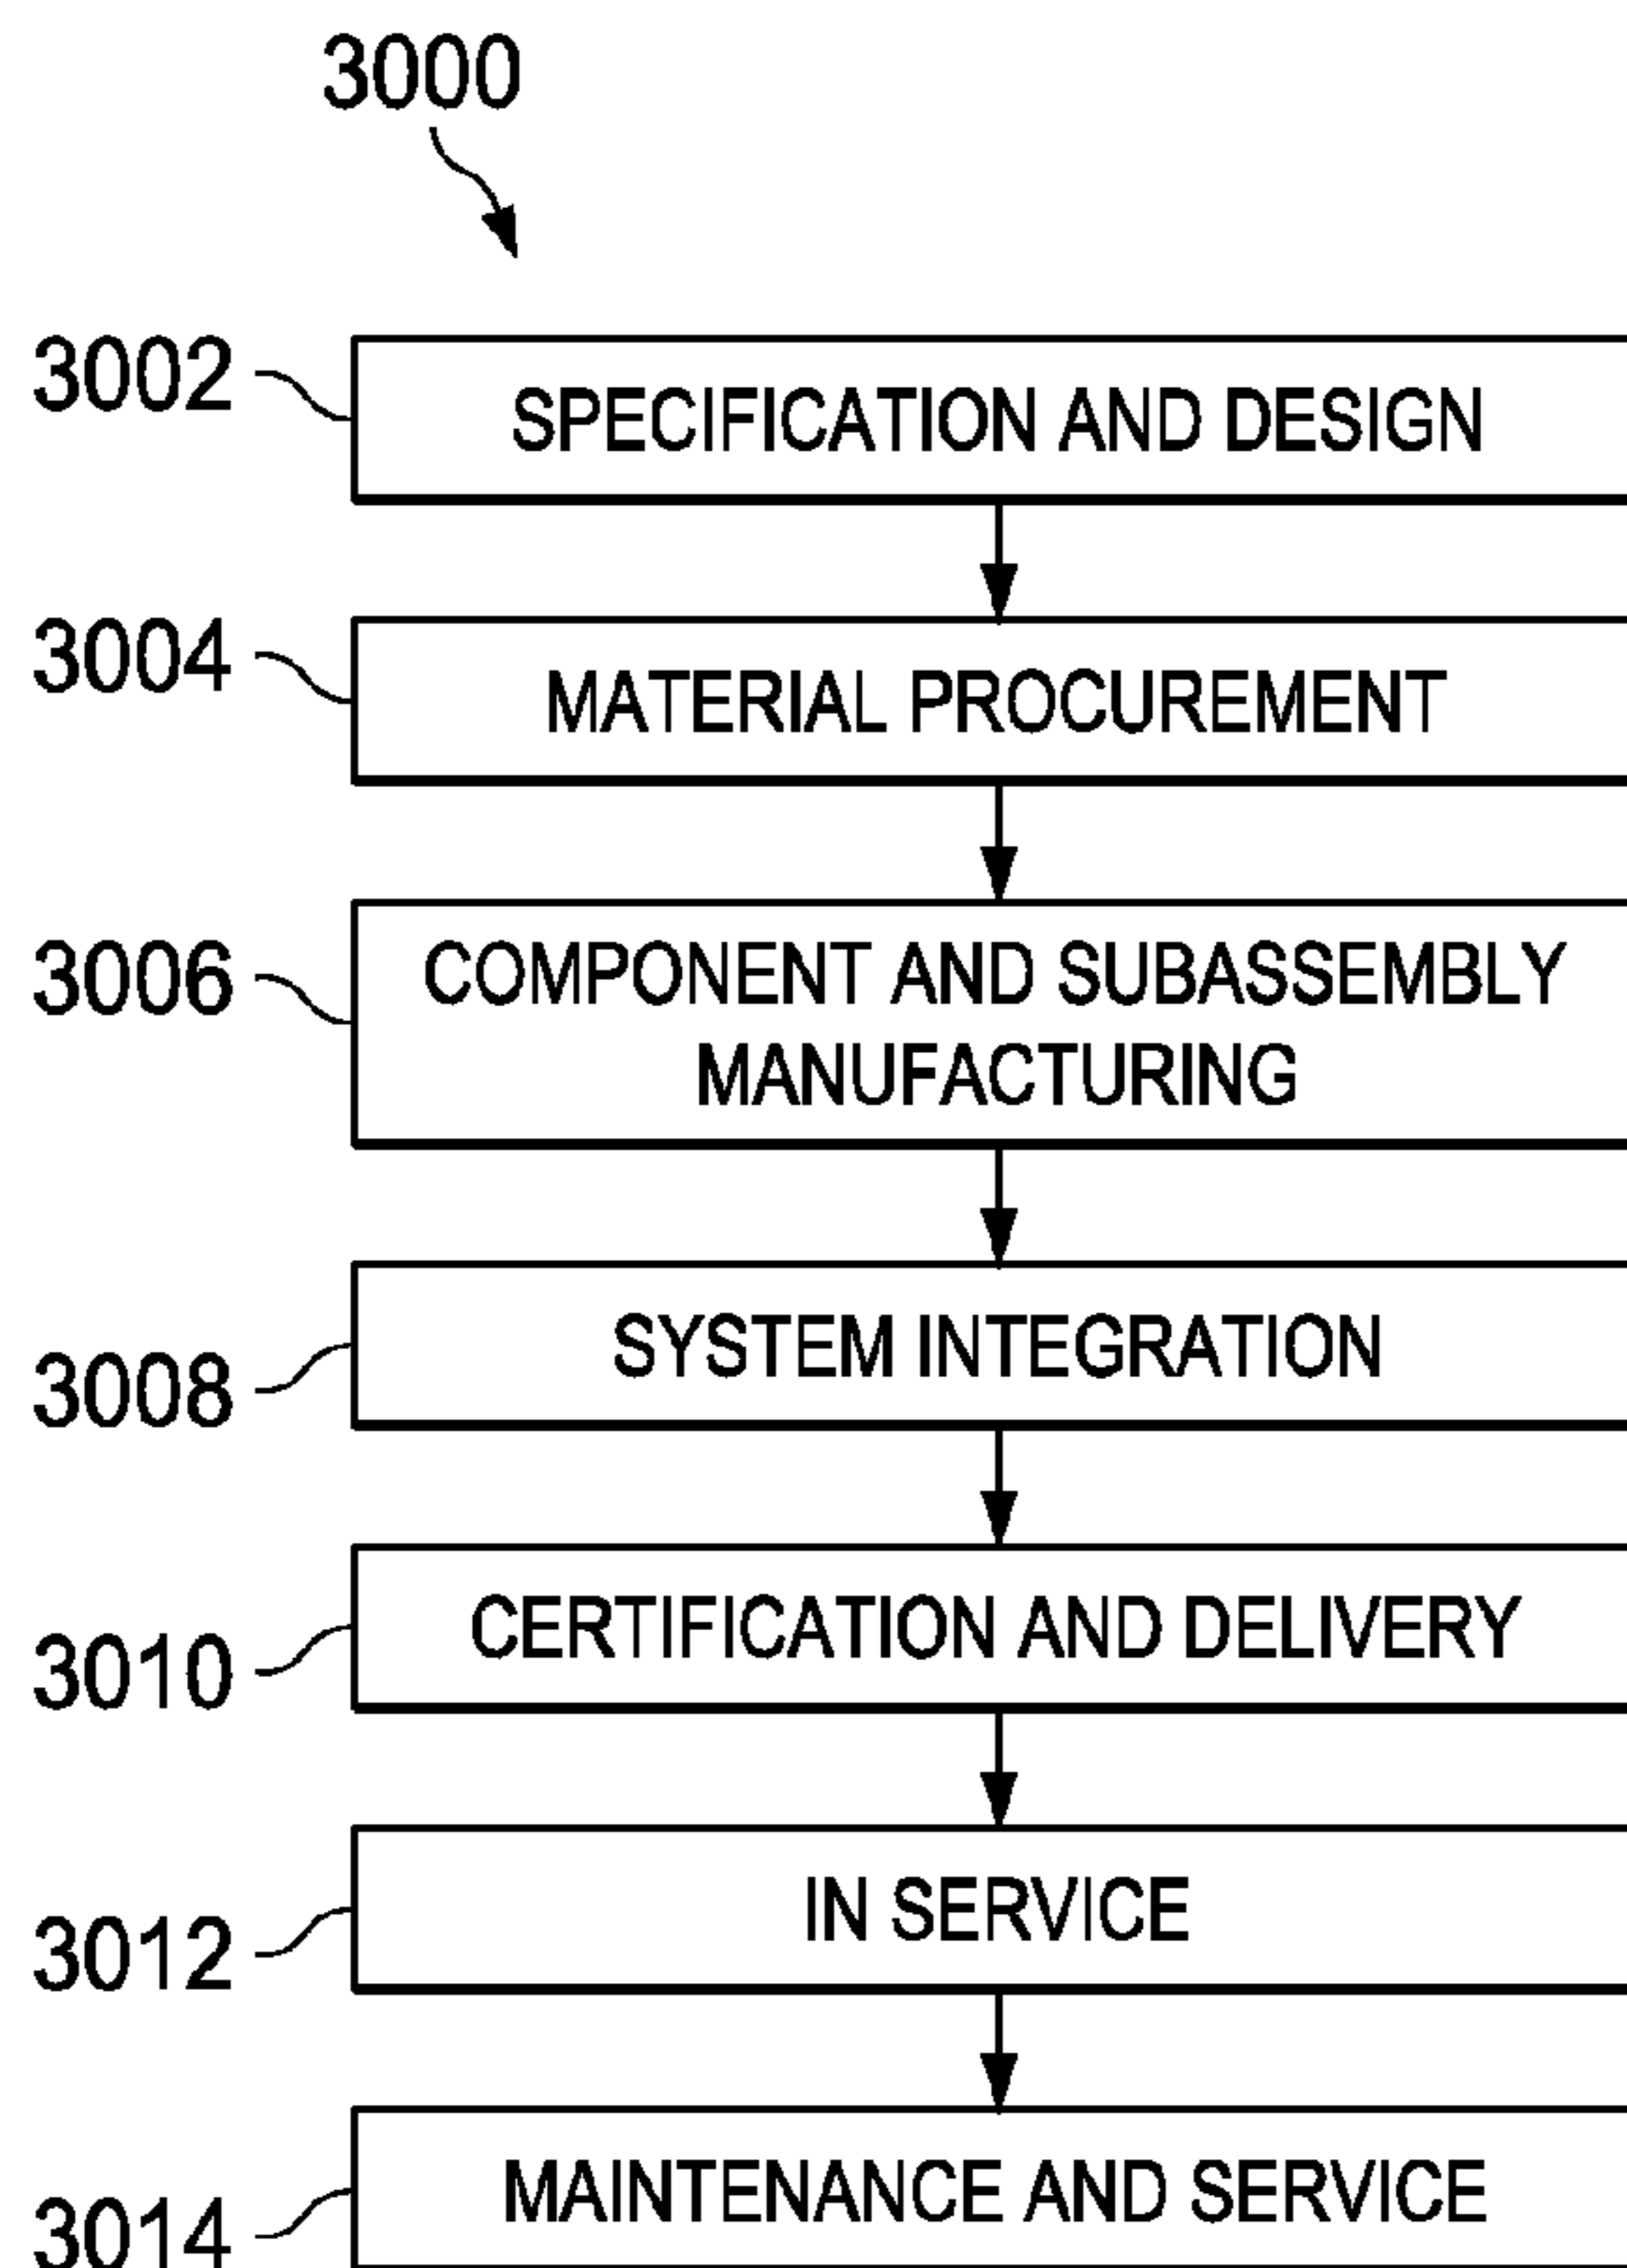 3000
3002
SPECIFICATION AND DESIGN
3004
MATERIAL PROCUREMENT
3006
COMPONENT AND SUBASSEMBLY
MANUFACTURING
SYSTEM INTEGRATION
3008
CERTIFICATION AND DELIVERY
3010
IN SERVICE
3012
MAINTENANCE AND SERVICE
3014